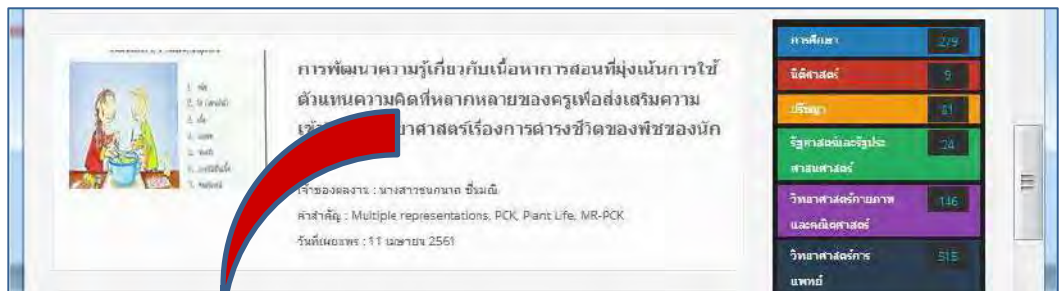 การพัฒนาความรู้เกี่ยวกับเนื้อหาการสอนที่มุ่งเน้นการใช้
ตัวแทนความคิดที่หลากหลายของครูเพื่อส่งเสริมความ
ยาศาสตร์เรื่องการดำรงชีวิตของพืชของนัก
เจ้าของผลงาน : นางสาวชนกนาถ ชื่นมณี
คำสำคัญ : Multiple representations, PCK, Plant Life, MR-PCK
วันที่เผยแพร่ : 11 เมษายน 2561
การศึกษา 279
นิติศาสตร์ 9
ปรัชญา 81
รัฐศาสตร์และรัฐประ 24
ศาสนศาสตร์
วิทยาศาสตร์กายภาพ 146
และคณิตศาสตร์
วิทยาศาสตร์การ 515
แพทย์